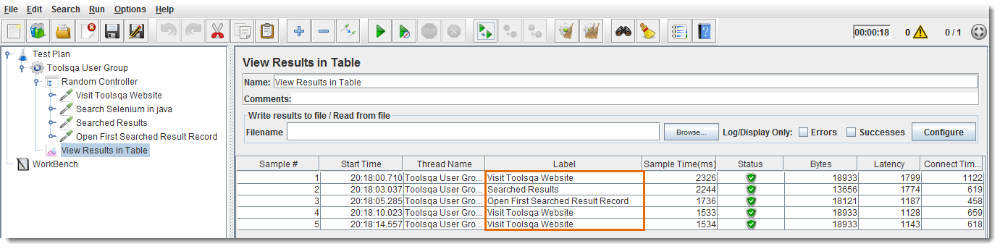 File Edit Search Run Options Help
00:00:18 0 0 / 1
Test Plan
Toolsqa User Group
Random Controller
Visit Toolsqa Website
Search Selenium in java
Searched Results
Open First Searched Result Record
View Results in Table
WorkBench
View Results in Table
Name: View Results in Table
Comments:
Write results to file / Read from file
Filename Browse... Log/Display Only: Errors Successes Configure
Sample # Start Time Thread Name Label Sample Time(ms) Status Bytes Latency Connect Tim...
1 20:18:00.710 Toolsqa User Gro... Visit Toolsqa Website 2326 18933 1799 1122
2 20:18:03.037 Toolsqa User Gro... Searched Results 2244 13656 1774 619
3 20:18:05.285 Toolsqa User Gro... Open First Searched Result Record 1736 18121 1187 458
4 20:18:10.023 Toolsqa User Gro... Visit Toolsqa Website 1533 18933 1128 659
5 20:18:14.557 Toolsqa User Gro... Visit Toolsqa Website 1534 18933 1143 618